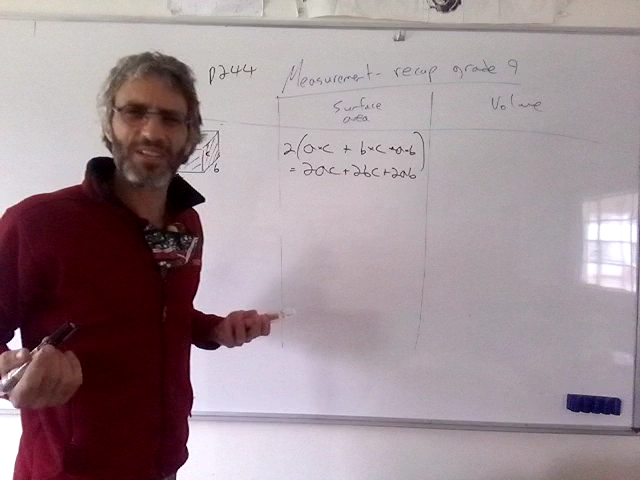 p244 Measurement - recap grade 9
Surface area
Volume
c
b
2(a×c + b×c + a×b)
= 2ac + 2bc + 2ab